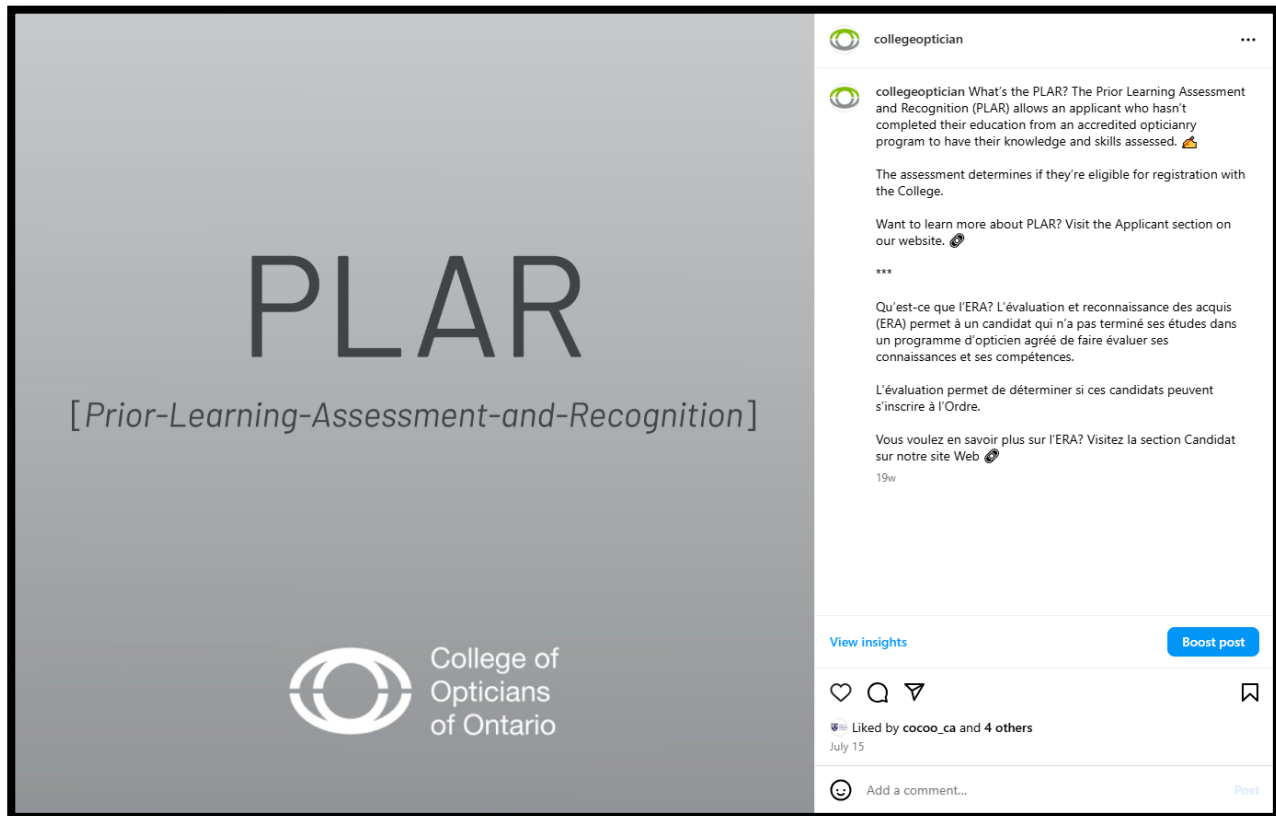 PLAR
[Prior-Learning-Assessment-and-Recognition]
College of
Opticians
of Ontario
collegeoptician
collegeoptician What's the PLAR? The Prior Learning Assessment
and Recognition (PLAR) allows an applicant who hasn't
completed their education from an accredited opticianry
program to have their knowledge and skills assessed. ✍️
The assessment determines if they're eligible for registration with
the College.
Want to learn more about PLAR? Visit the Applicant section on
our website. 🔗
***
Qu'est-ce que l'ERA? L'évaluation et reconnaissance des acquis
(ERA) permet à un candidat qui n'a pas terminé ses études dans
un programme d'opticien agréé de faire évaluer ses
connaissances et ses compétences.
L'évaluation permet de déterminer si ces candidats peuvent
s'inscrire à l'Ordre.
Vous voulez en savoir plus sur l'ERA? Visitez la section Candidat
sur notre site Web 🔗
19w
View insights
Boost post
Liked by cocoo_ca and 4 others
July 15
Add a comment...
Post